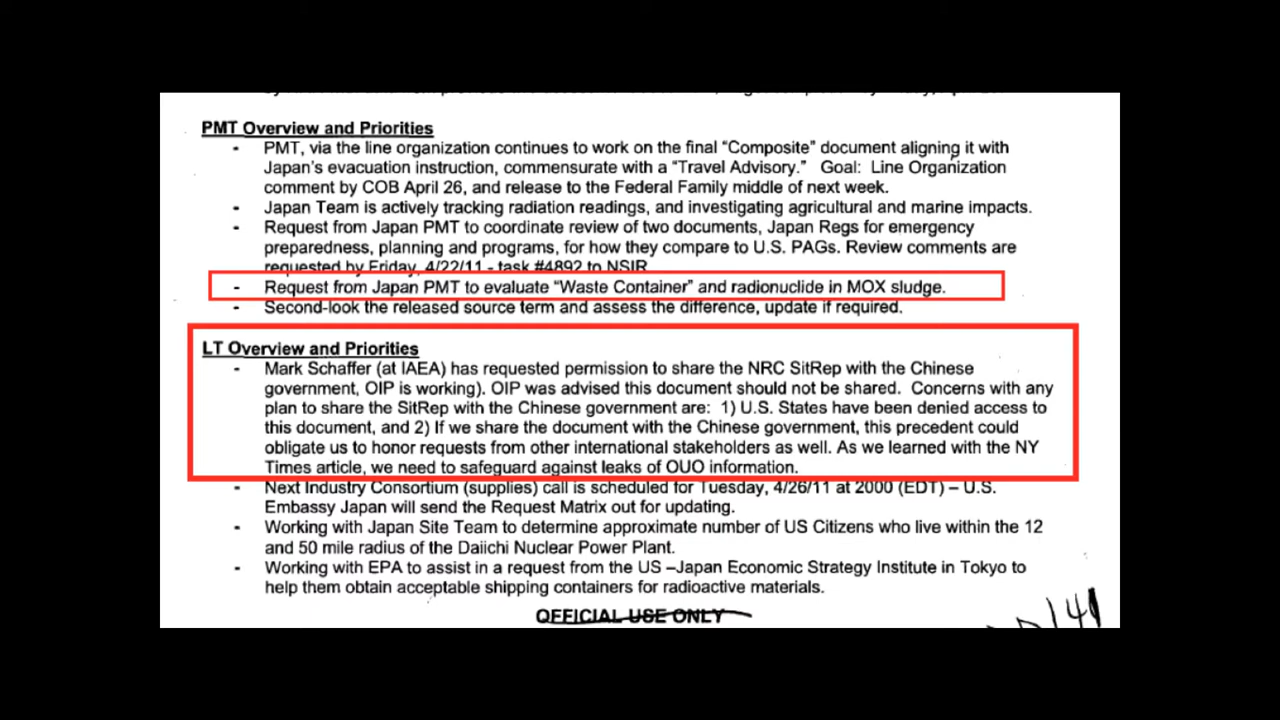 PMT Overview and Priorities
- PMT, via the line organization continues to work on the final “Composite” document aligning it with
Japan’s evacuation instruction, commensurate with a “Travel Advisory.” Goal: Line Organization
comment by COB April 26, and release to the Federal Family middle of next week.
- Japan Team is actively tracking radiation readings, and investigating agricultural and marine impacts.
- Request from Japan PMT to coordinate review of two documents, Japan Regs for emergency
preparedness, planning and programs, for how they compare to U.S. PAGs. Review comments are
requested by Friday, 4/22/11 - task #4892 to NSIR
- Request from Japan PMT to evaluate “Waste Container” and radionuclide in MOX sludge.
- Second-look the released source term and assess the difference, update if required.
LT Overview and Priorities
- Mark Schaffer (at IAEA) has requested permission to share the NRC SitRep with the Chinese
government, OIP is working). OIP was advised this document should not be shared. Concerns with any
plan to share the SitRep with the Chinese government are: 1) U.S. States have been denied access to
this document, and 2) If we share the document with the Chinese government, this precedent could
obligate us to honor requests from other international stakeholders as well. As we learned with the NY
Times article, we need to safeguard against leaks of OUO information.
- Next Industry Consortium (supplies) call is scheduled for Tuesday, 4/26/11 at 2000 (EDT) – U.S.
Embassy Japan will send the Request Matrix out for updating.
- Working with Japan Site Team to determine approximate number of US Citizens who live within the 12
and 50 mile radius of the Daiichi Nuclear Power Plant.
- Working with EPA to assist in a request from the US –Japan Economic Strategy Institute in Tokyo to
help them obtain acceptable shipping containers for radioactive materials.
OFFICIAL USE ONLY